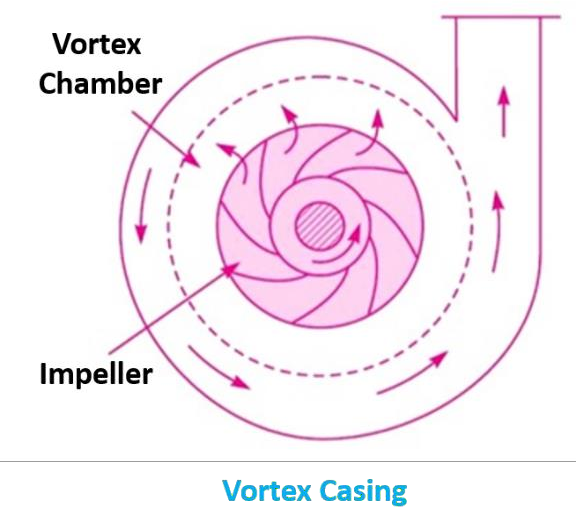 Vortex
Chamber
Impeller
Vortex Casing